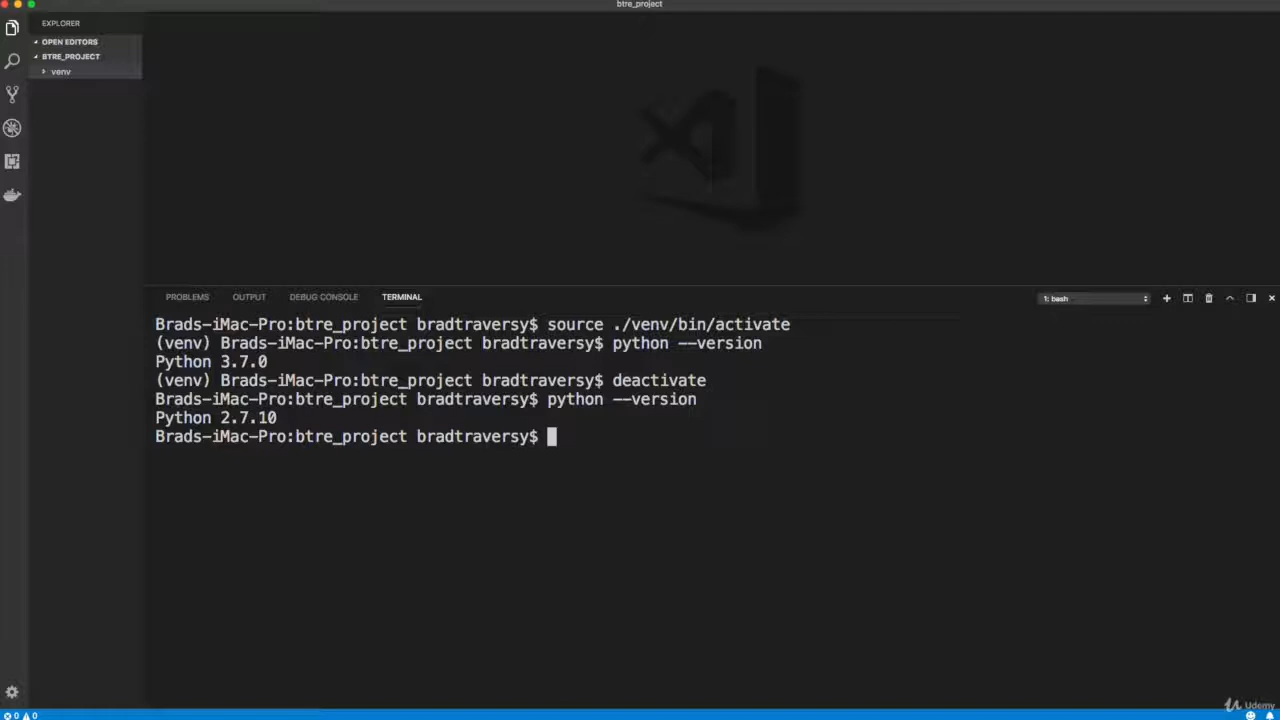 btre_project
EXPLORER
OPEN EDITORS
BTRE_PROJECT
venv
PROBLEMS
OUTPUT
DEBUG CONSOLE
TERMINAL
1: bash
Brads-iMac-Pro:btre_project bradtraversy$ source ./venv/bin/activate
(venv) Brads-iMac-Pro:btre_project bradtraversy$ python --version
Python 3.7.0
(venv) Brads-iMac-Pro:btre_project bradtraversy$ deactivate
Brads-iMac-Pro:btre_project bradtraversy$ python --version
Python 2.7.10
Brads-iMac-Pro:btre_project bradtraversy$
Udemy
0 0